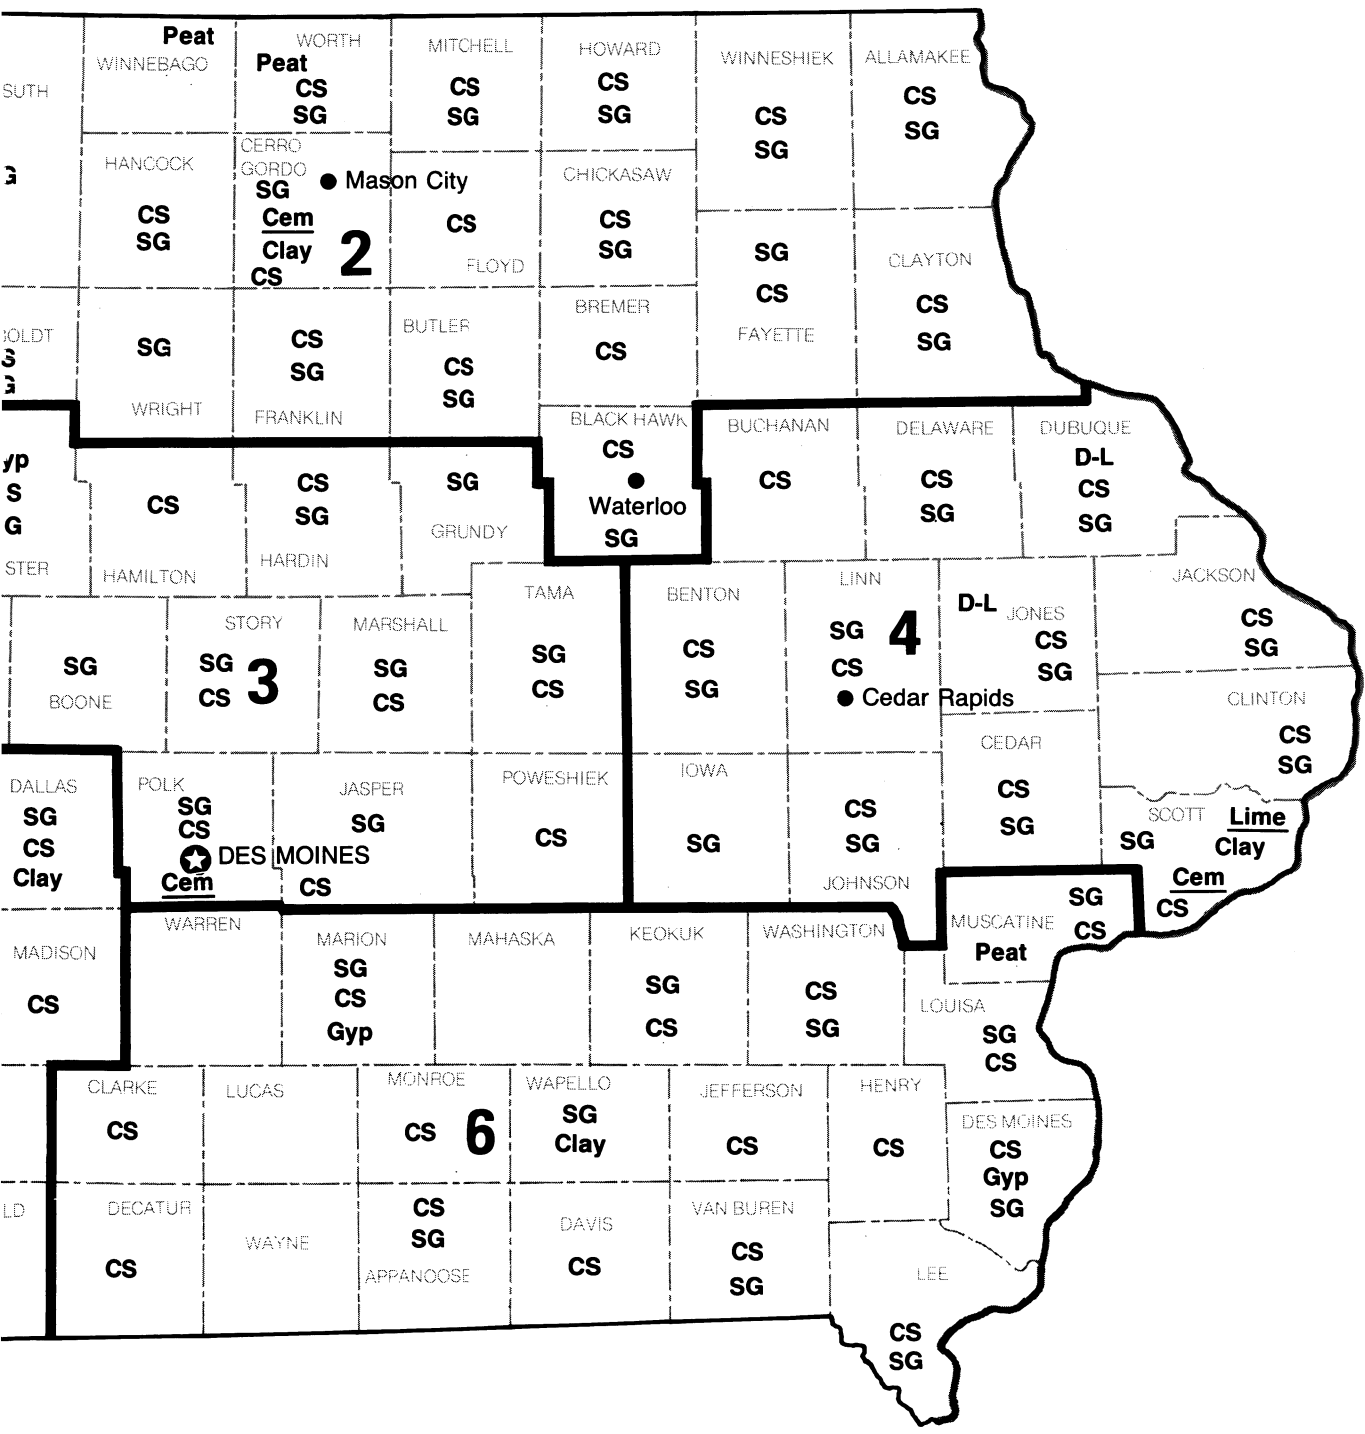 Peat
WINNEBAGO
WORTH
Peat
CS
SG
MITCHELL
CS
SG
HOWARD
CS
SG
WINNESHIEK
CS
SG
ALLAMAKEE
CS
SG
SUTH
G
HANCOCK
CS
SG
CERRO
GORDO
SG
Mason City
Cem
Clay
CS
2
CS
FLOYD
CHICKASAW
CS
SG
SG
CS
FAYETTE
CLAYTON
CS
SG
OLDT
S
G
SG
WRIGHT
CS
SG
FRANKLIN
BUTLER
CS
SG
BREMER
CS
BLACK HAWK
CS
Waterloo
SG
BUCHANAN
CS
DELAWARE
CS
SG
DUBUQUE
D-L
CS
SG
yp
S
G
STER
CS
HAMILTON
CS
SG
HARDIN
SG
GRUNDY
SG
BOONE
STORY
SG
CS
3
MARSHALL
SG
CS
TAMA
SG
CS
BENTON
CS
SG
LINN
SG
CS
4
Cedar Rapids
D-L
JONES
CS
SG
JACKSON
CS
SG
CLINTON
CS
SG
DALLAS
SG
CS
Clay
POLK
SG
CS
DES MOINES
Cem
JASPER
SG
CS
POWESHIEK
CS
IOWA
SG
CS
SG
JOHNSON
CEDAR
CS
SG
SCOTT
SG
Lime
Clay
Cem
CS
MADISON
CS
WARREN
MARION
SG
CS
Gyp
MAHASKA
KEOKUK
SG
CS
WASHINGTON
CS
SG
MUSCATINE
SG
CS
Peat
LOUISA
SG
CS
CLARKE
CS
LUCAS
MONROE
CS
6
WAPELLO
SG
Clay
JEFFERSON
CS
HENRY
CS
DES MOINES
CS
Gyp
SG
LD
DECATUR
CS
WAYNE
CS
SG
APPANOOSE
DAVIS
CS
VAN BUREN
CS
SG
LEE
CS
SG